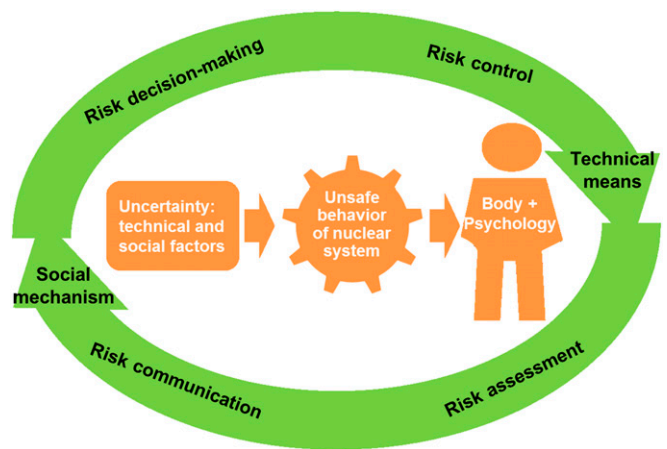 Risk decision-making
Risk control
Technical
means
Uncertainty:
technical and
social factors
Unsafe
behavior
of nuclear
system
Body +
Psychology
Social
mechanism
Risk communication
Risk assessment